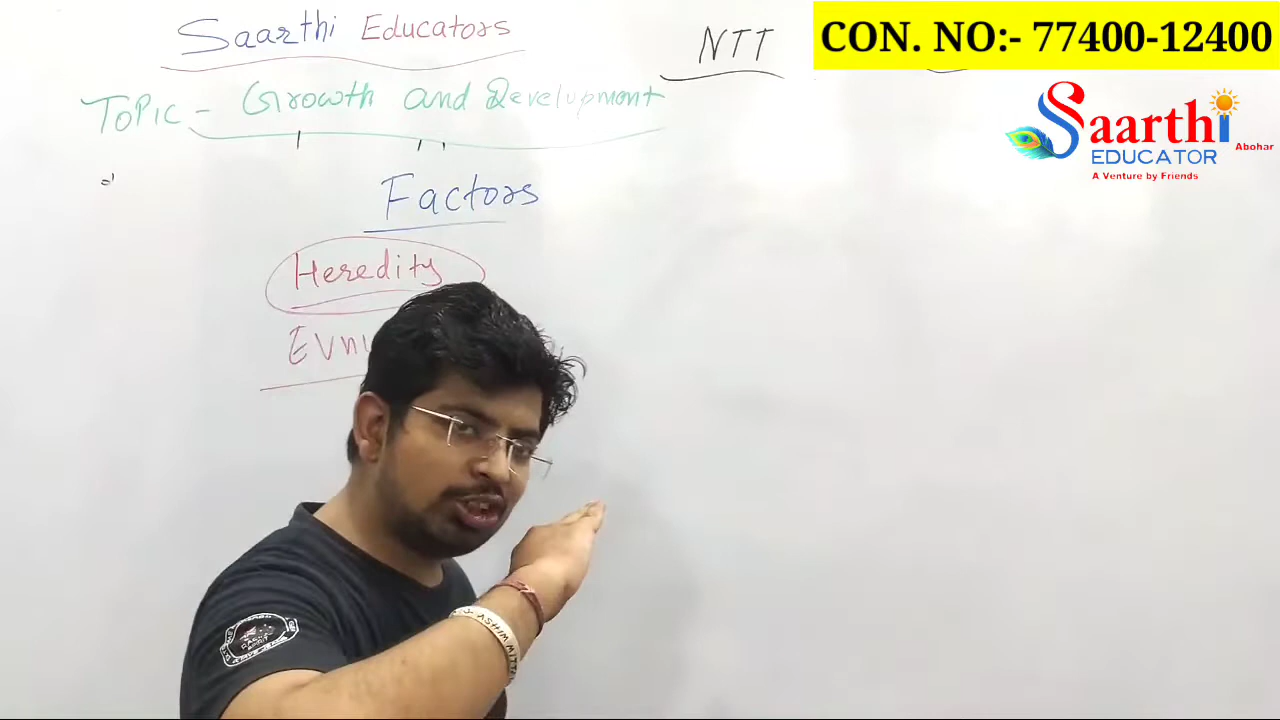 Saarthi Educators
NTT
CON. NO:- 77400-12400
Topic - Growth and Development
Saarthi
EDUCATOR
Abohar
A Venture by Friends
Factors
Heredity